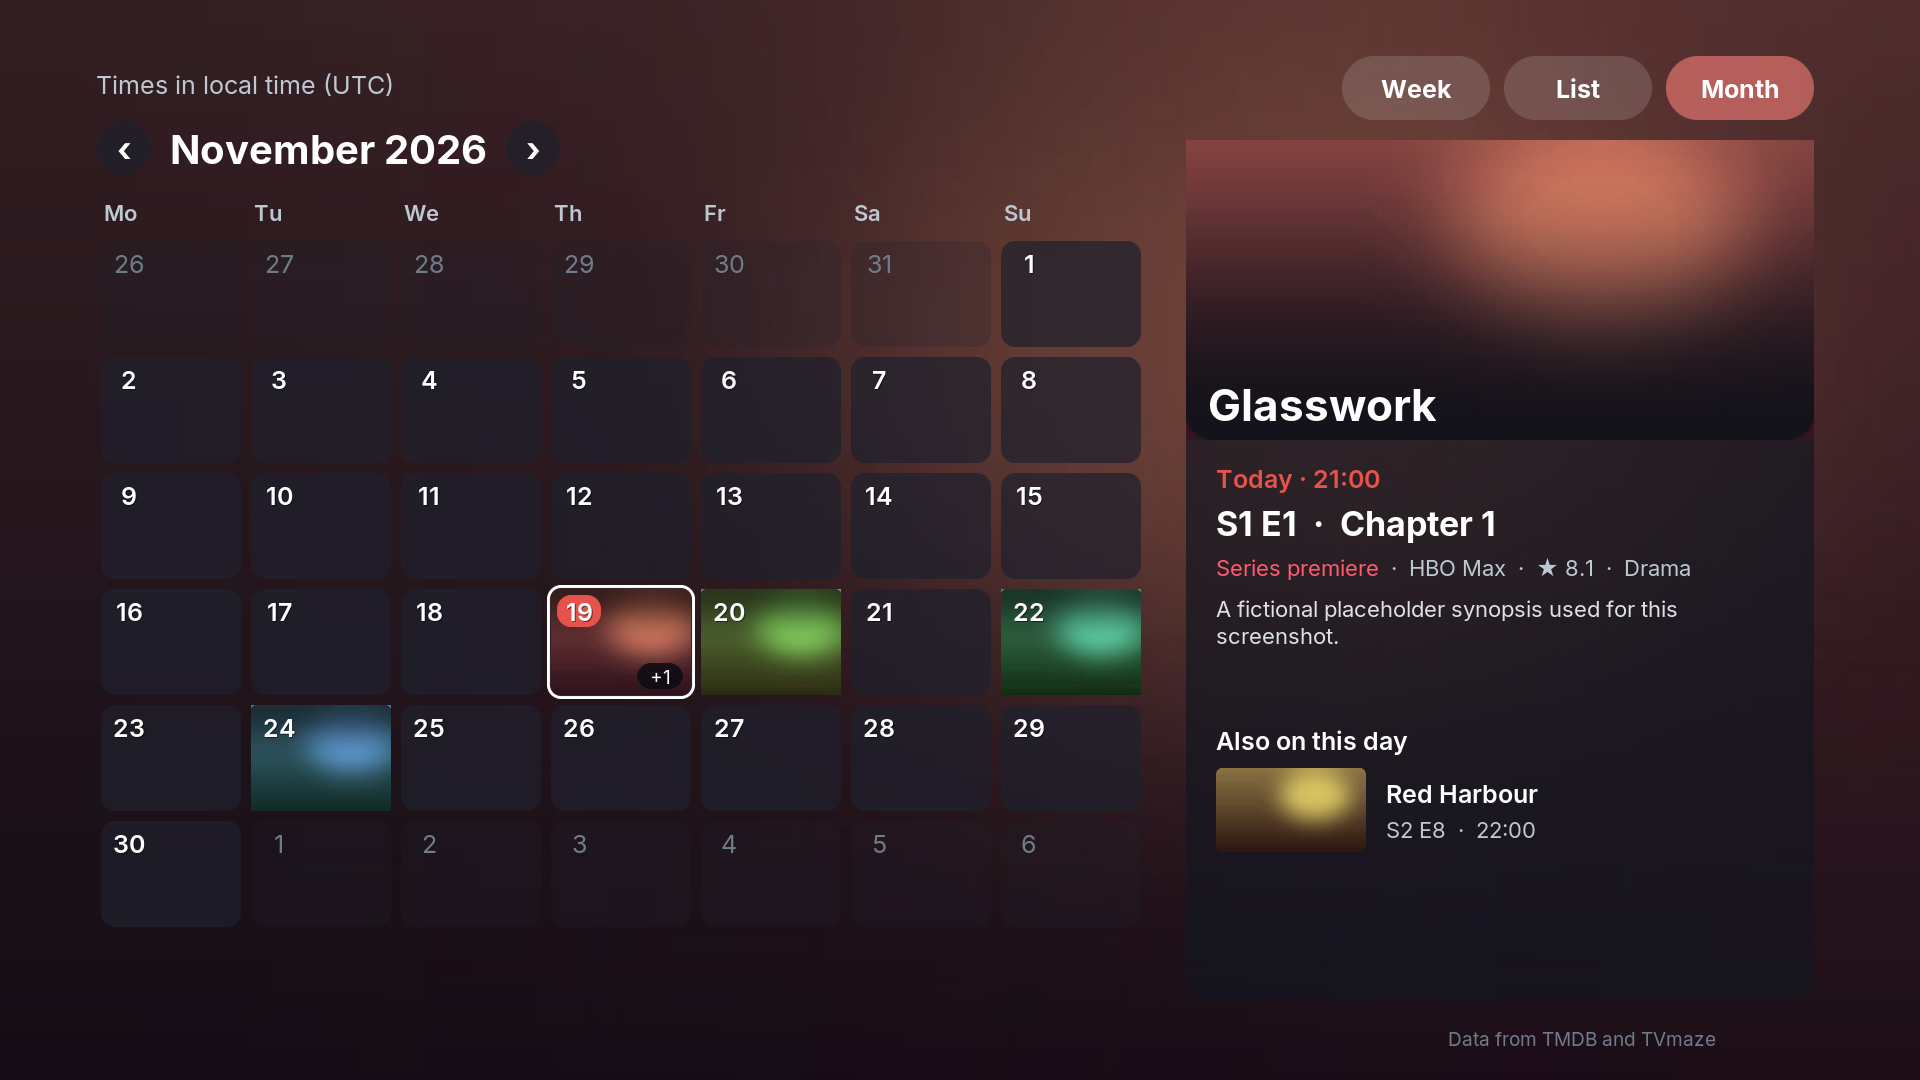 Times in local time (UTC)
Week List Month
‹ November 2026 ›
Mo Tu We Th Fr Sa Su
26 27 28 29 30 31 1
2 3 4 5 6 7 8
9 10 11 12 13 14 15
16 17 18 19 20 21 22
+1
23 24 25 26 27 28 29
30 1 2 3 4 5 6
Glasswork
Today · 21:00
S1 E1 · Chapter 1
Series premiere · HBO Max · ★ 8.1 · Drama
A fictional placeholder synopsis used for this
screenshot.
Also on this day
Red Harbour
S2 E8 · 22:00
Data from TMDB and TVmaze